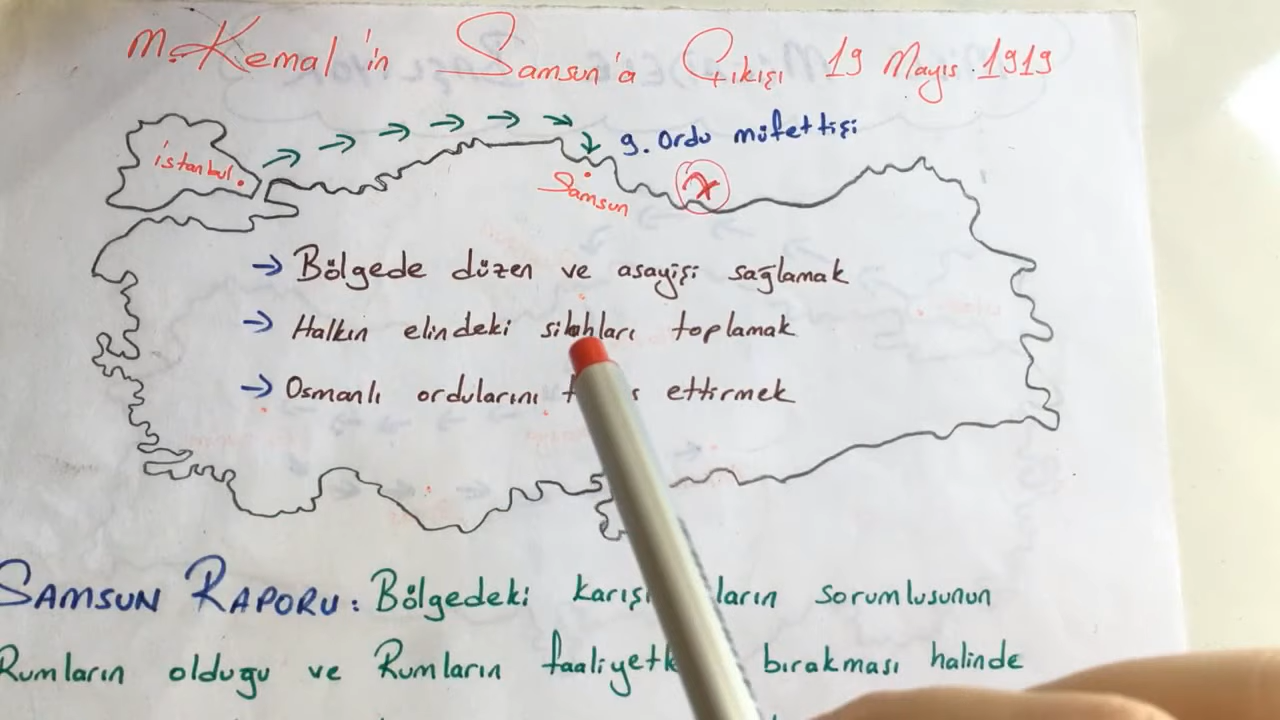 M. Kemal'in Samsun'a Çıkışı 19 Mayıs 1919
9. Ordu müfettişi
İstanbul
Samsun
→ Bölgede düzen ve asayişi sağlamak
→ Halkın elindeki silahları toplamak
→ Osmanlı ordularını ettirmek
SAMSUN RAPORU: Bölgedeki sorumlusunun
Rumların olduğu ve Rumların bırakması halinde